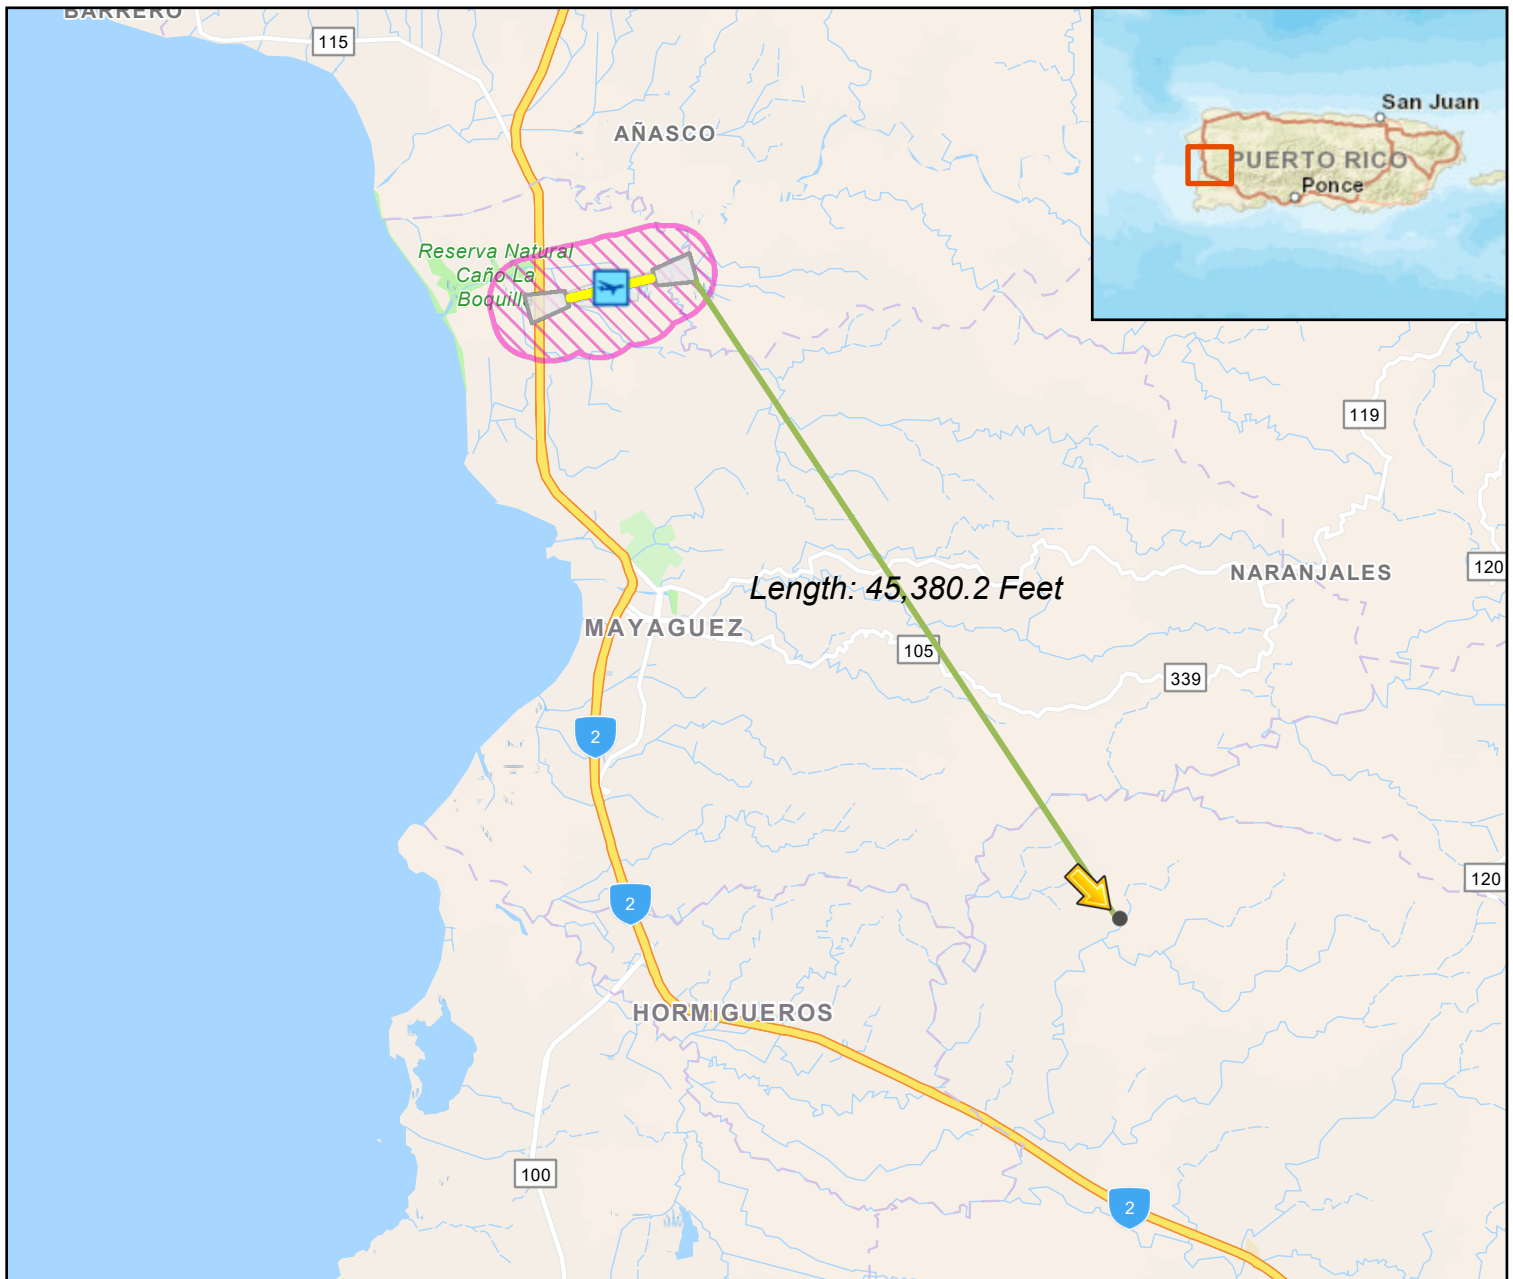 BARRERO
115
San Juan
AÑASCO
PUERTO RICO
Ponce
Reserva Natural
Caño La
Boquill
119
Length: 45,380.2 Feet
NARANJALES
120
MAYAGUEZ
105
339
2
120
2
HORMIGUEROS
100
2